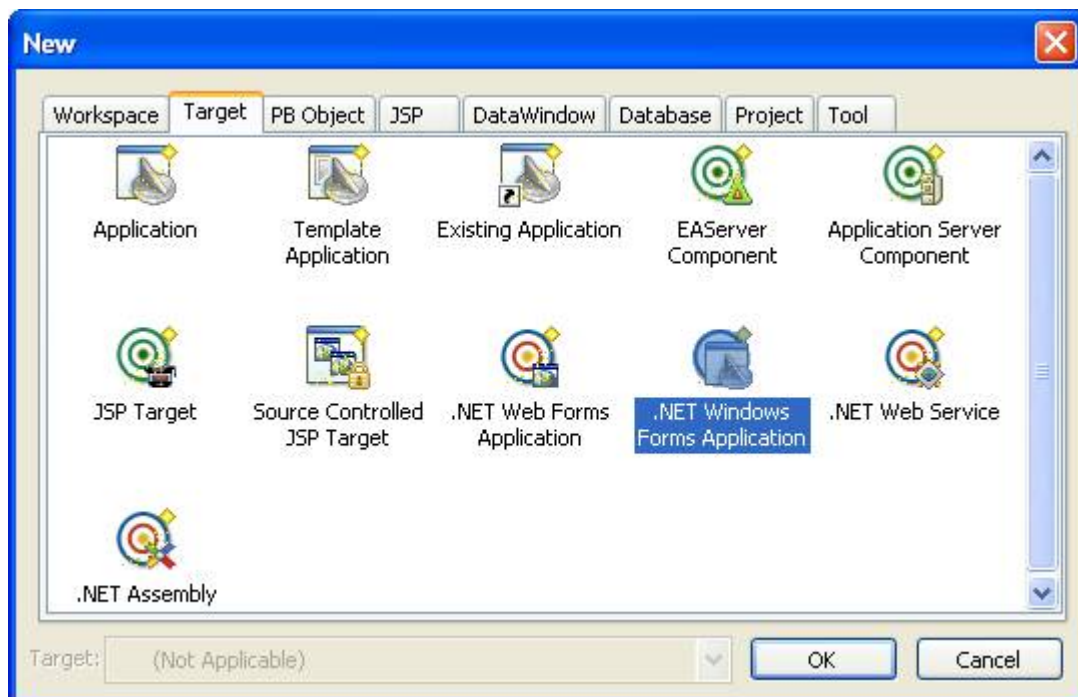 New
Workspace Target PB Object JSP DataWindow Database Project Tool
Application
Template
Application
Existing Application
EAServer
Component
Application Server
Component
JSP Target
Source Controlled
JSP Target
.NET Web Forms
Application
.NET Windows
Forms Application
.NET Web Service
.NET Assembly
Target: (Not Applicable) OK Cancel